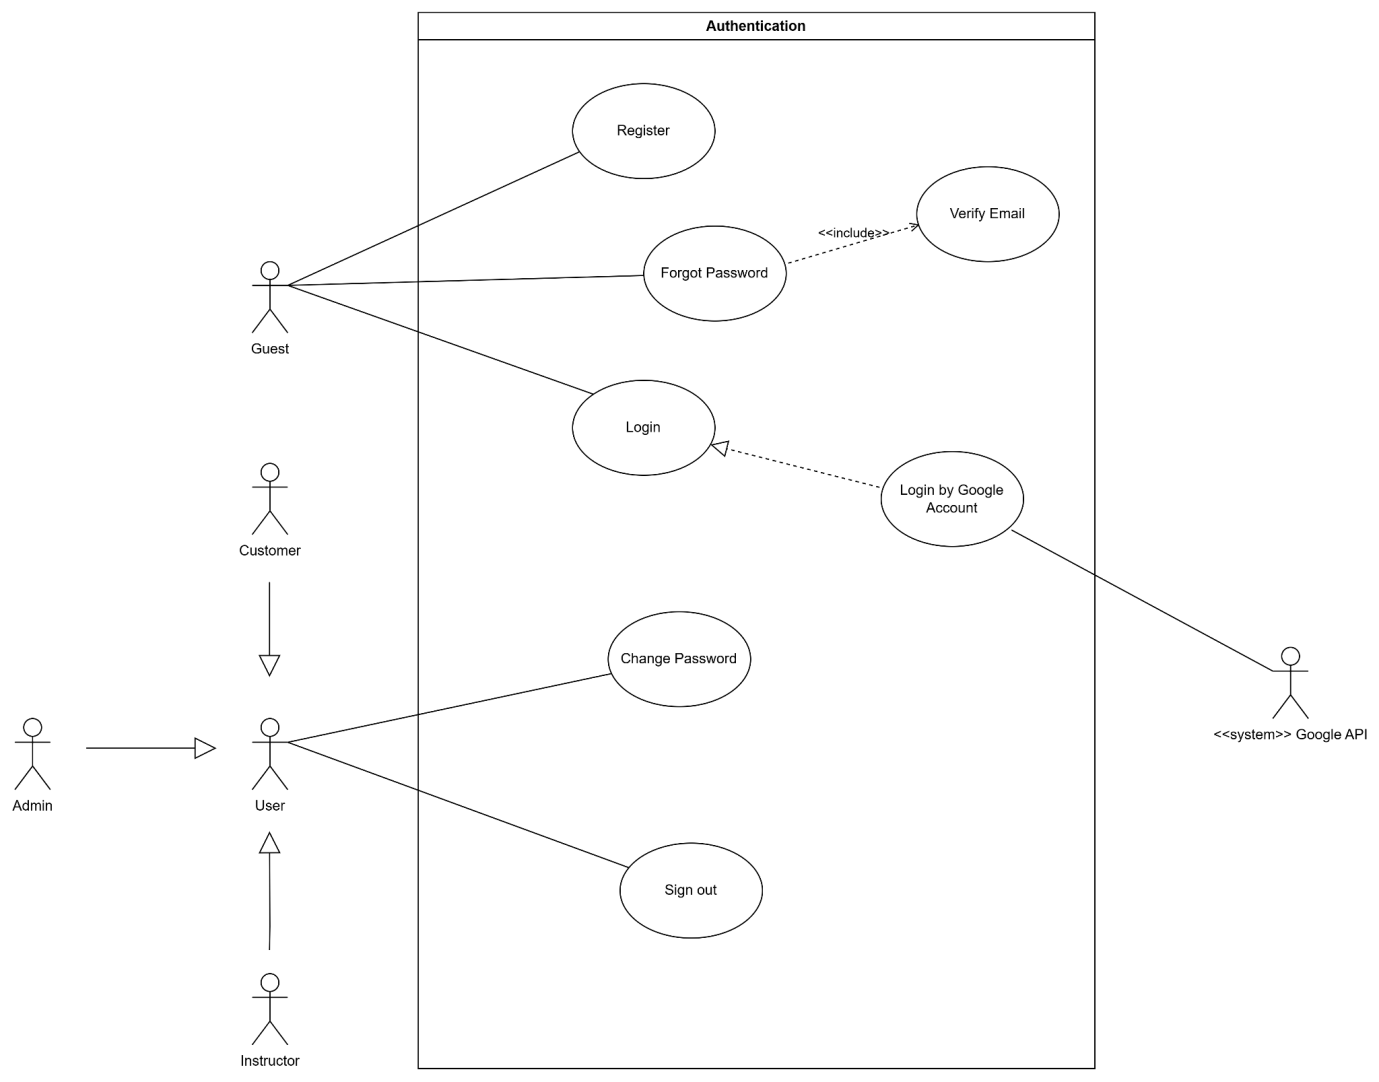 Authentication
Register
Verify Email
<<include>>
Forgot Password
Guest
Login
Login by Google
Account
Customer
Change Password
<<system>> Google API
Admin
User
Sign out
Instructor